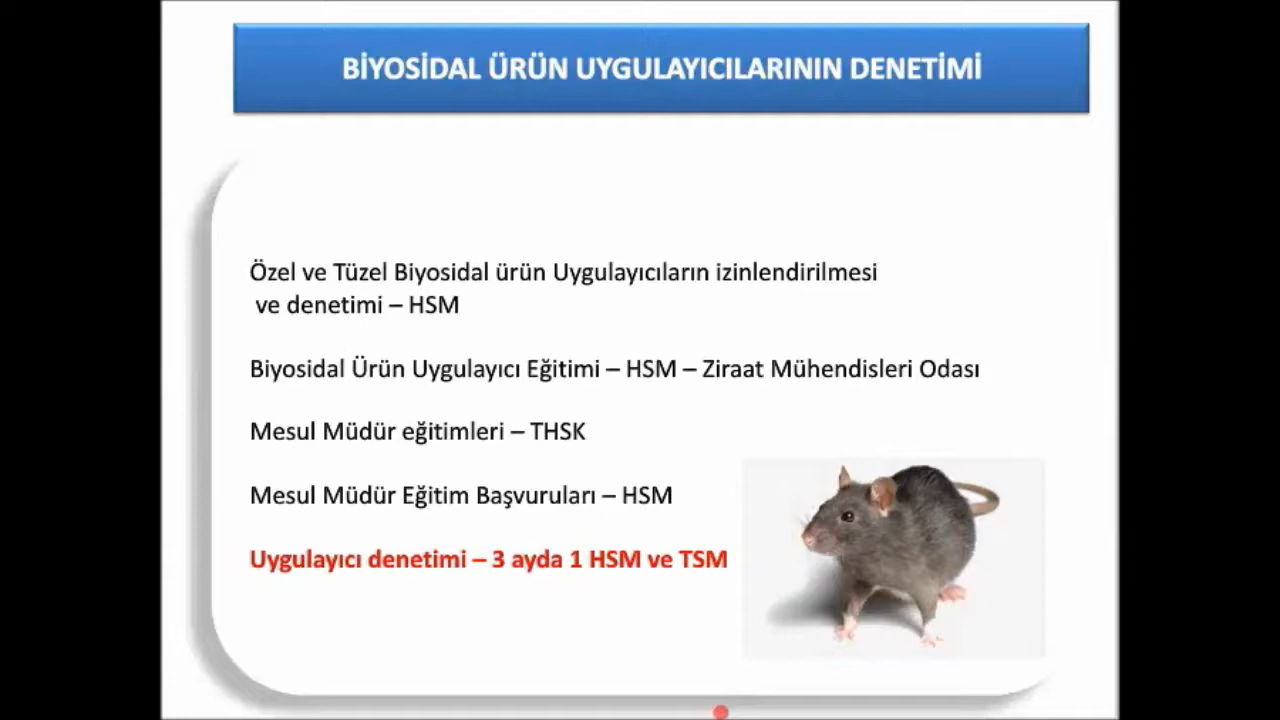 BİYOSİDAL ÜRÜN UYGULAYICILARININ DENETİMİ
Özel ve Tüzel Biyosidal ürün Uygulayıcıların izinlendirilmesi
ve denetimi – HSM
Biyosidal Ürün Uygulayıcı Eğitimi – HSM – Ziraat Mühendisleri Odası
Mesul Müdür eğitimleri – THSK
Mesul Müdür Eğitim Başvuruları – HSM
Uygulayıcı denetimi – 3 ayda 1 HSM ve TSM